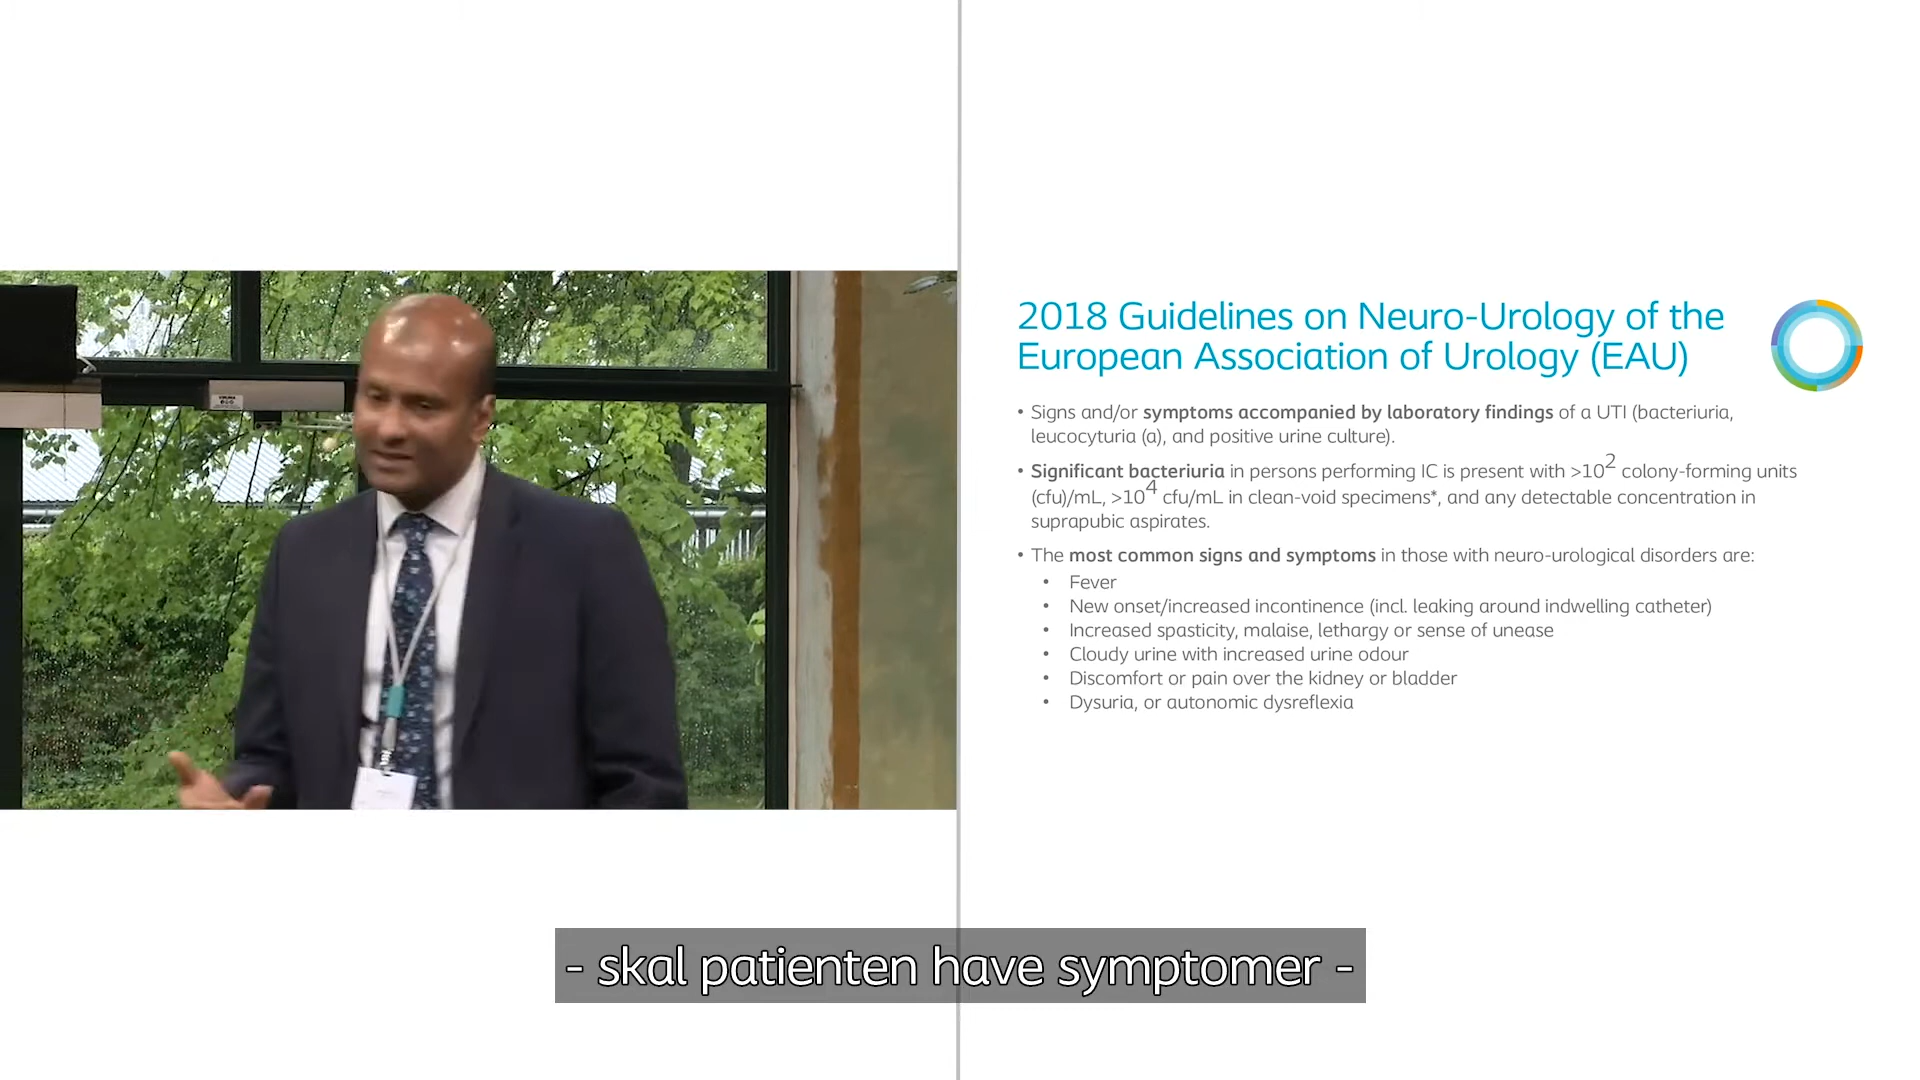 2018 Guidelines on Neuro-Urology of the
European Association of Urology (EAU)
• Signs and/or symptoms accompanied by laboratory findings of a UTI (bacteriuria,
leucocyturia (a), and positive urine culture).
• Significant bacteriuria in persons performing IC is present with >10² colony-forming units
(cfu)/mL, >10⁴ cfu/mL in clean-void specimens*, and any detectable concentration in
suprapubic aspirates.
• The most common signs and symptoms in those with neuro-urological disorders are:
• Fever
• New onset/increased incontinence (incl. leaking around indwelling catheter)
• Increased spasticity, malaise, lethargy or sense of unease
• Cloudy urine with increased urine odour
• Discomfort or pain over the kidney or bladder
• Dysuria, or autonomic dysreflexia
- skal patienten have symptomer -